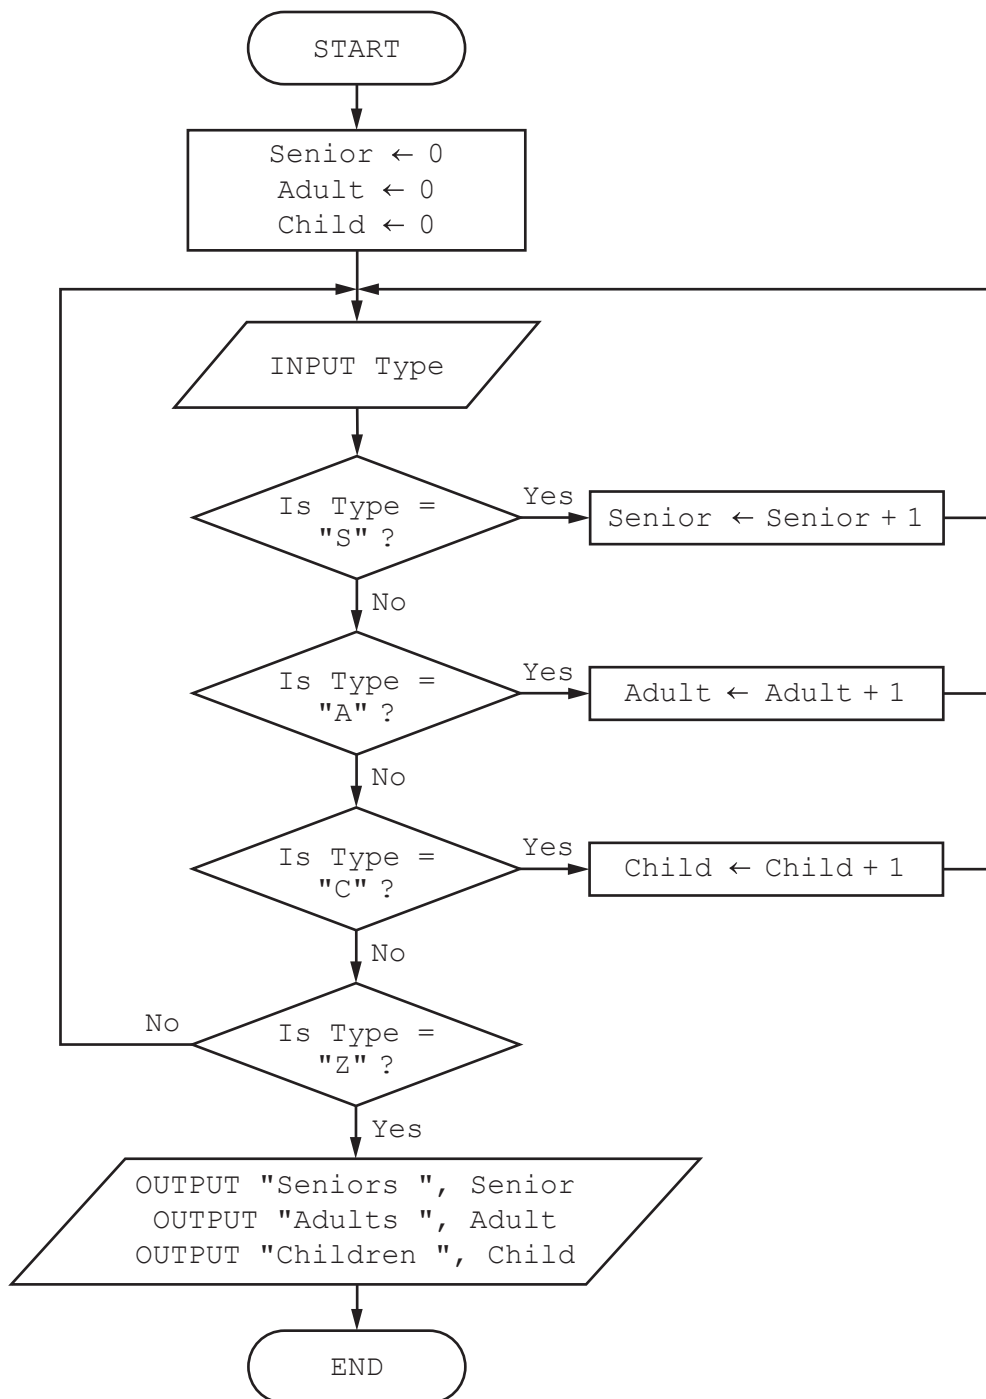 START
Senior ← 0
Adult ← 0
Child ← 0
INPUT Type
Is Type =
"S" ?
Yes
Senior ← Senior + 1
No
Is Type =
"A" ?
Yes
Adult ← Adult + 1
No
Is Type =
"C" ?
Yes
Child ← Child + 1
No
Is Type =
"Z" ?
No
Yes
OUTPUT "Seniors ", Senior
OUTPUT "Adults ", Adult
OUTPUT "Children ", Child
END